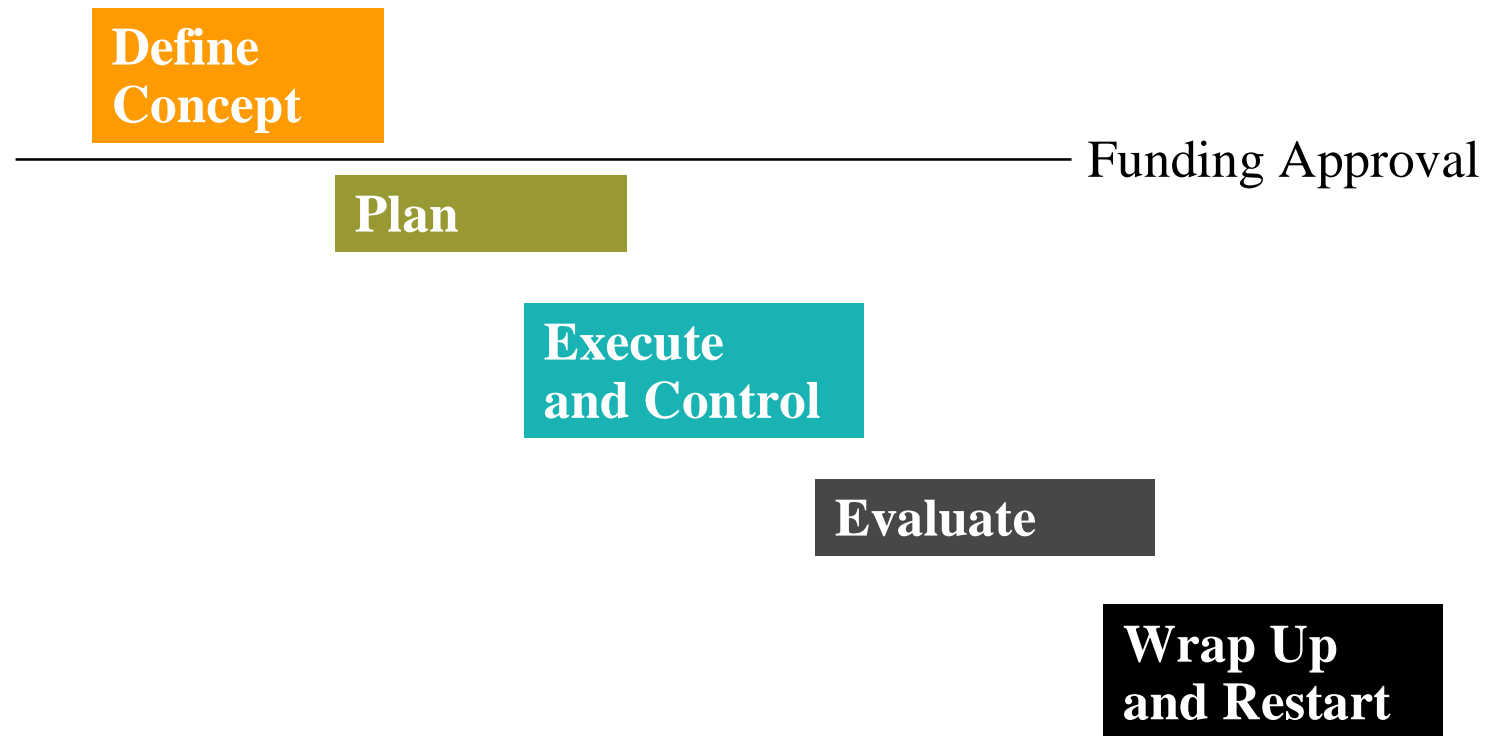 Define
Concept
Funding Approval
Plan
Execute
and Control
Evaluate
Wrap Up
and Restart